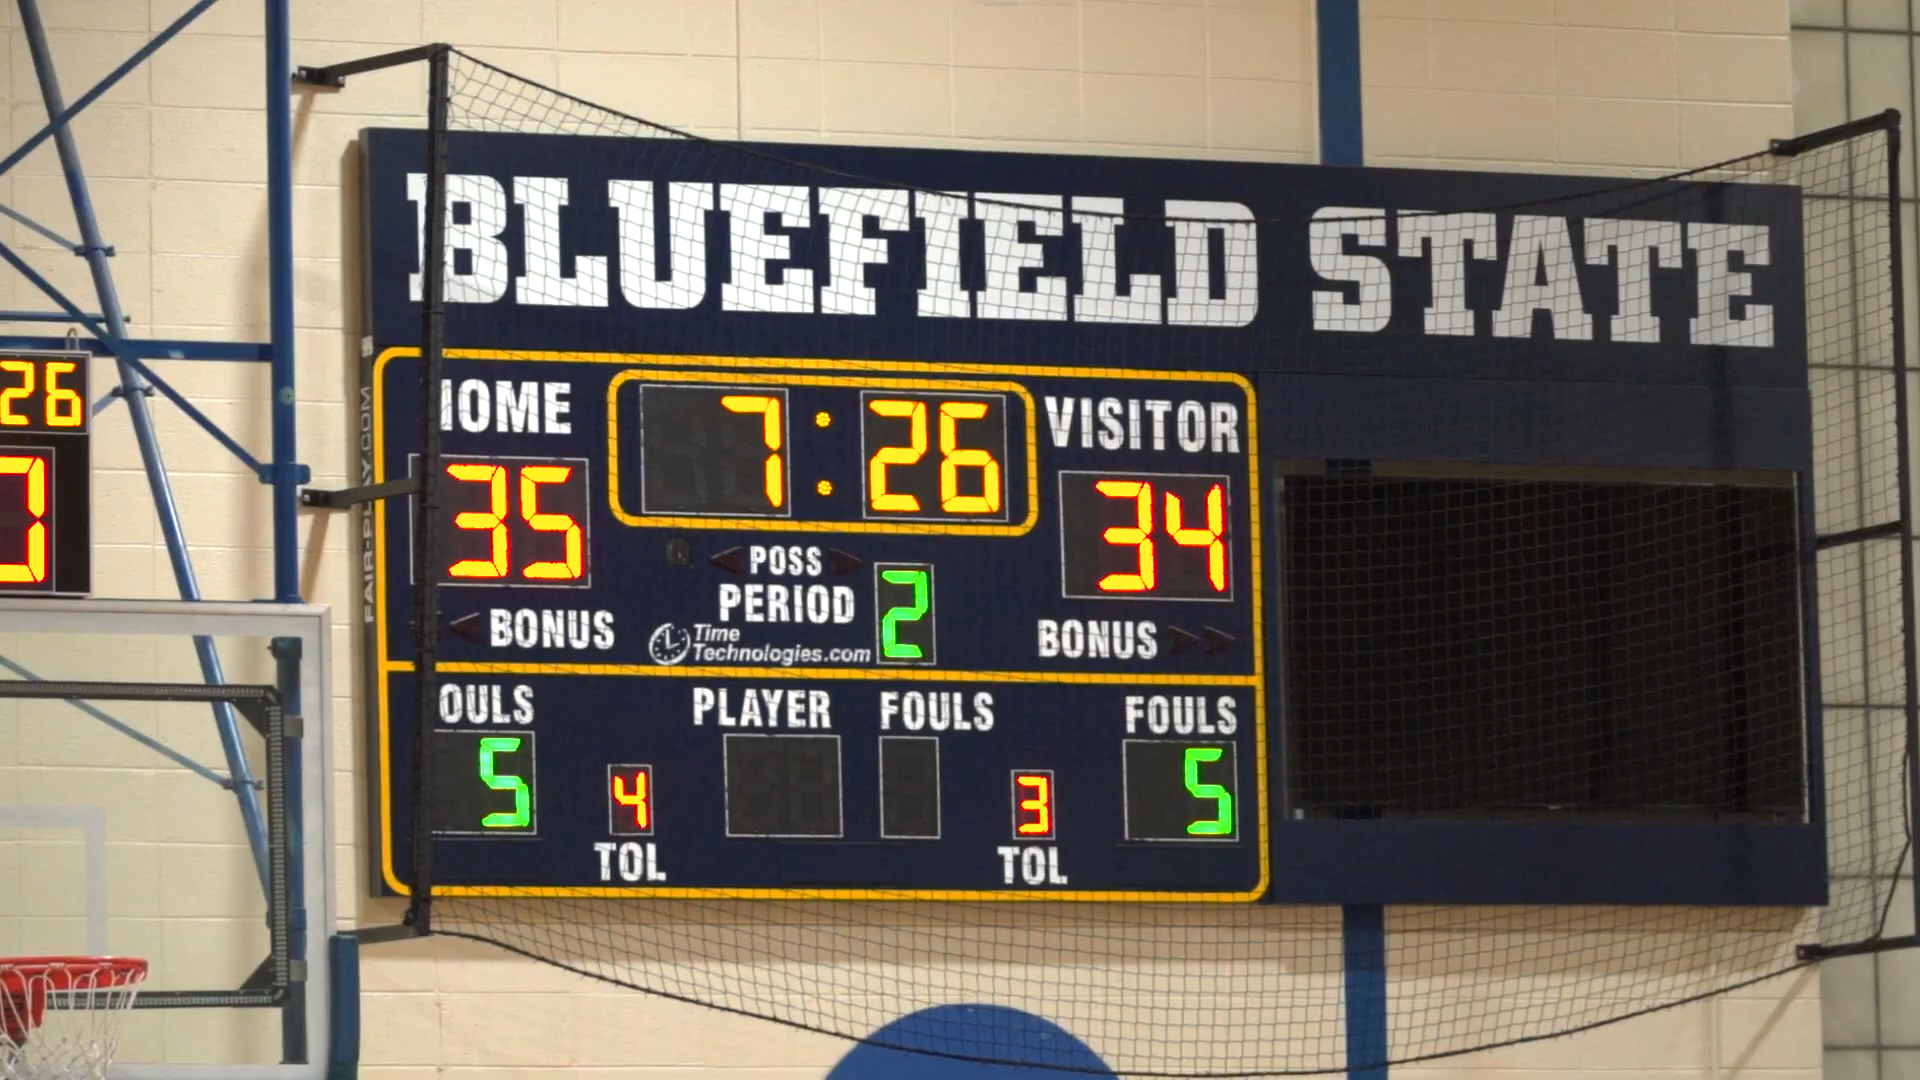 BLUEFIELD STATE
HOME 7:26 VISITOR
35 34
POSS
PERIOD 2
BONUS BONUS
Time
Technologies.com
FAIR-PLAY.COM
OULS PLAYER FOULS FOULS
5 4 3 5
TOL TOL
26